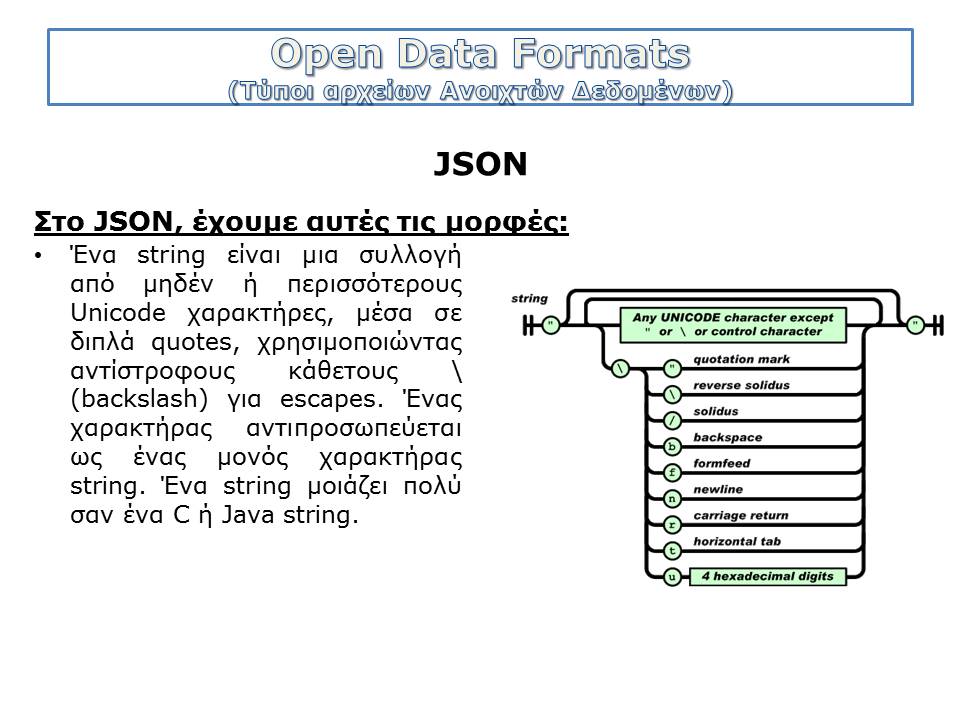 Open Data Formats
(Τύποι αρχείων Ανοιχτών Δεδομένων)
JSON
Στο JSON, έχουμε αυτές τις μορφές:
• Ένα string είναι μια συλλογή
από μηδέν ή περισσότερους
Unicode χαρακτήρες, μέσα σε
διπλά quotes, χρησιμοποιώντας
αντίστροφους κάθετους \
(backslash) για escapes. Ένας
χαρακτήρας αντιπροσωπεύεται
ως ένας μονός χαρακτήρας
string. Ένα string μοιάζει πολύ
σαν ένα C ή Java string.
string
" Any UNICODE character except "
" or \ or control character
\ " quotation mark
\ reverse solidus
/ solidus
b backspace
f formfeed
n newline
r carriage return
t horizontal tab
u 4 hexadecimal digits